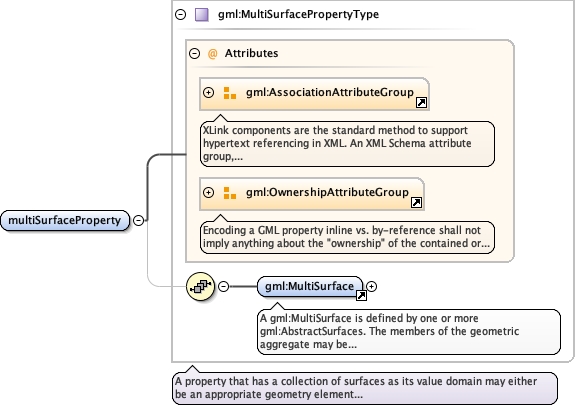 gml:MultiSurfacePropertyType
@ Attributes
gml:AssociationAttributeGroup
XLink components are the standard method to support
hypertext referencing in XML. An XML Schema attribute
group,...
gml:OwnershipAttributeGroup
Encoding a GML property inline vs. by-reference shall not
imply anything about the "ownership" of the contained or...
multiSurfaceProperty
gml:MultiSurface
A gml:MultiSurface is defined by one or more
gml:AbstractSurfaces. The members of the geometric
aggregate may be...
A property that has a collection of surfaces as its value domain may either
be an appropriate geometry element...